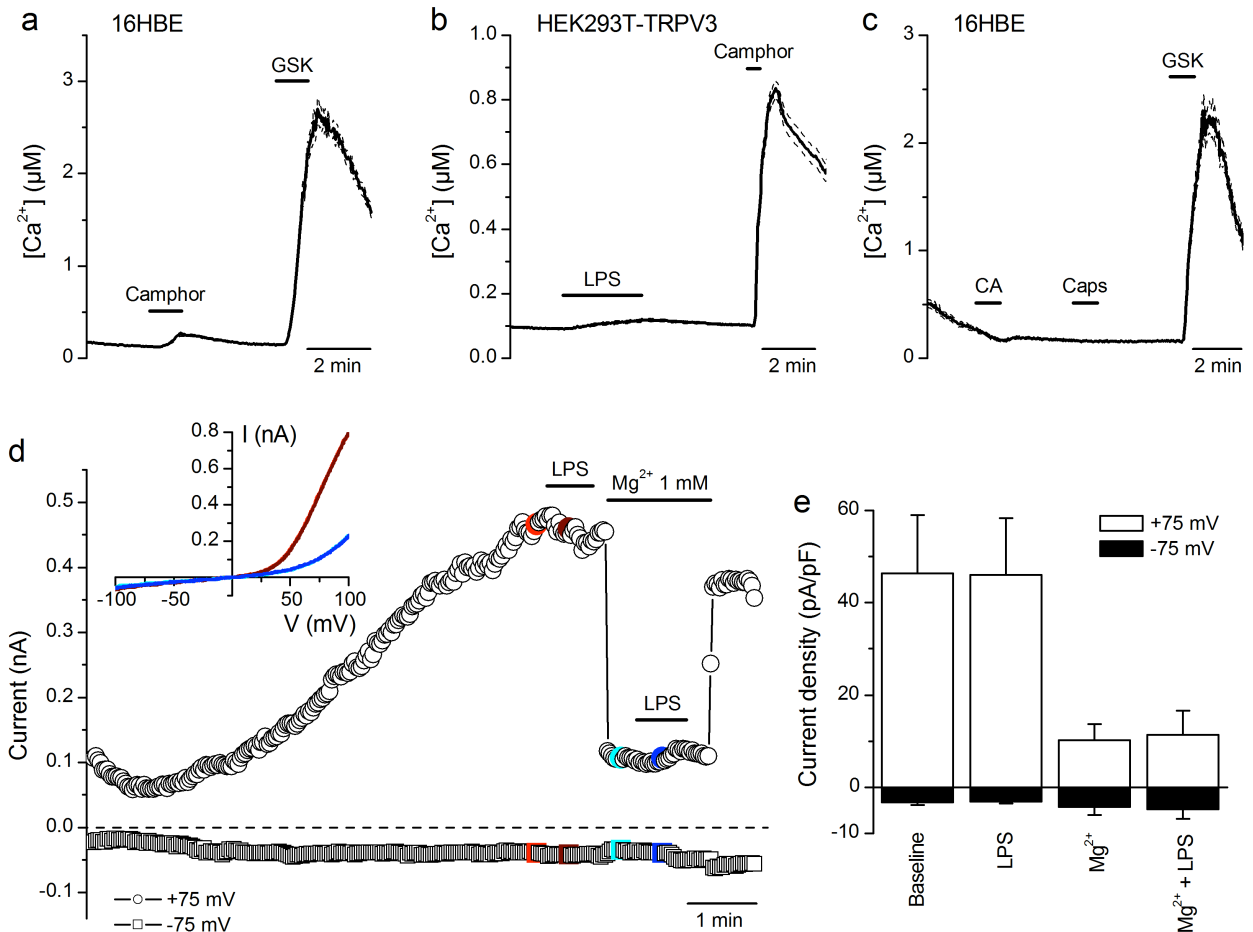 a 16HBE
[Ca²⁺] (µM)
3
2
1
0
GSK
Camphor
2 min
b HEK293T-TRPV3
[Ca²⁺] (µM)
1.0
0.8
0.6
0.4
0.2
0.0
Camphor
LPS
2 min
c 16HBE
[Ca²⁺] (µM)
3
2
1
0
GSK
CA Caps
2 min
d
Current (nA)
0.5
0.4
0.3
0.2
0.1
0.0
-0.1
I (nA)
0.8
0.6
0.4
0.2
-100 -50 50 100
V (mV)
LPS
Mg²⁺ 1 mM
LPS
+75 mV
-75 mV
1 min
e
Current density (pA/pF)
60
40
20
0
-10
+75 mV
-75 mV
Baseline
LPS
Mg²⁺
Mg²⁺ + LPS